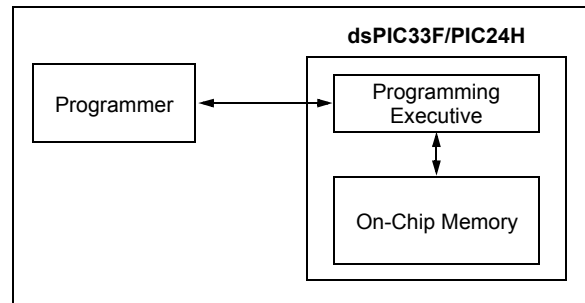 dsPIC33F/PIC24H
Programmer
Programming
Executive
On-Chip Memory